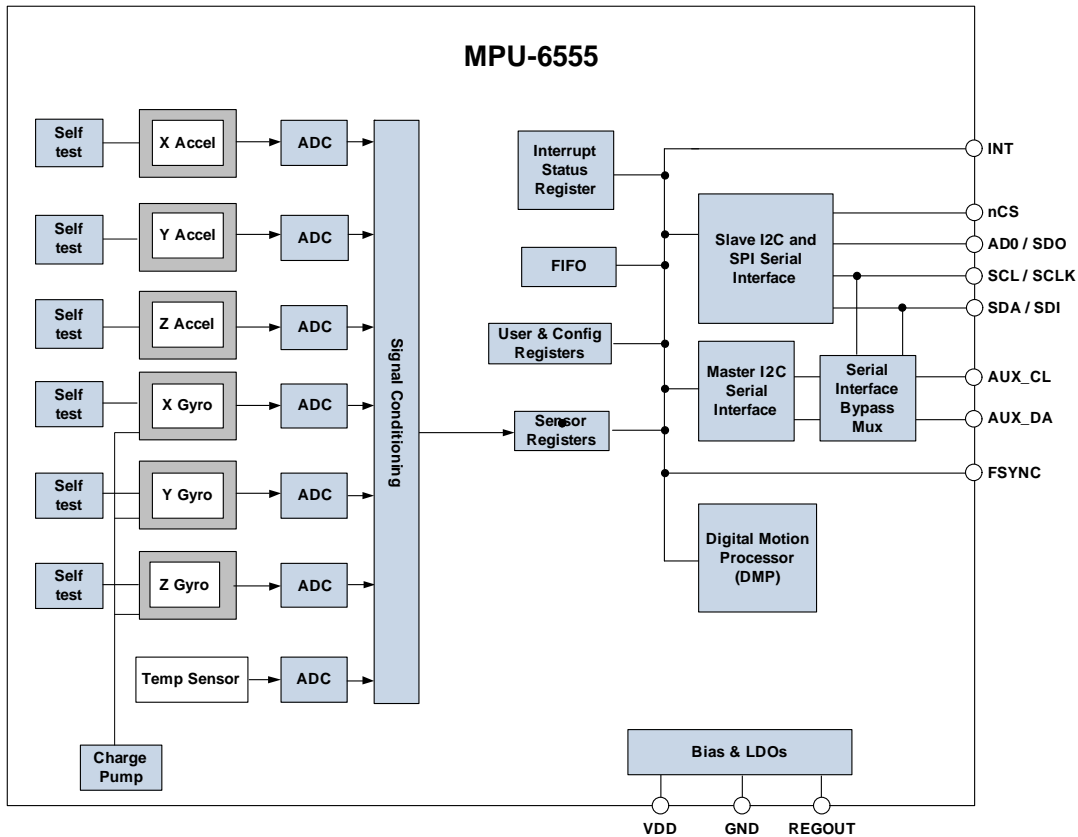 MPU-6555
Self
test
X Accel
ADC
Self
test
Y Accel
ADC
Self
test
Z Accel
ADC
Self
test
X Gyro
ADC
Self
test
Y Gyro
ADC
Self
test
Z Gyro
ADC
Temp Sensor
ADC
Charge
Pump
Signal Conditioning
Interrupt
Status
Register
FIFO
User & Config
Registers
Sensor
Registers
Slave I2C and
SPI Serial
Interface
Master I2C
Serial
Interface
Serial
Interface
Bypass
Mux
Digital Motion
Processor
(DMP)
Bias & LDOs
INT
nCS
AD0 / SDO
SCL / SCLK
SDA / SDI
AUX_CL
AUX_DA
FSYNC
VDD
GND
REGOUT